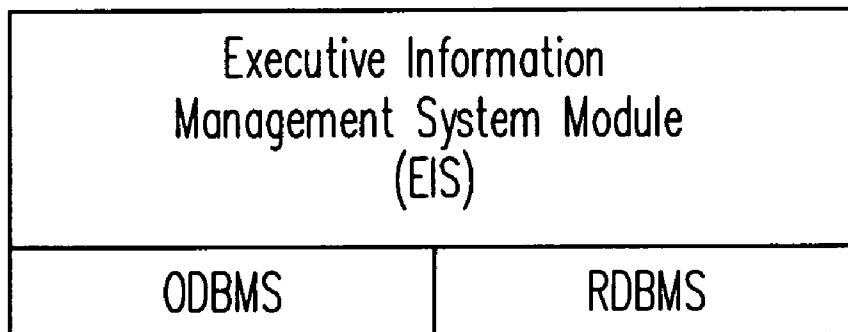 Executive Information
Management System Module
(EIS)
ODBMS
RDBMS